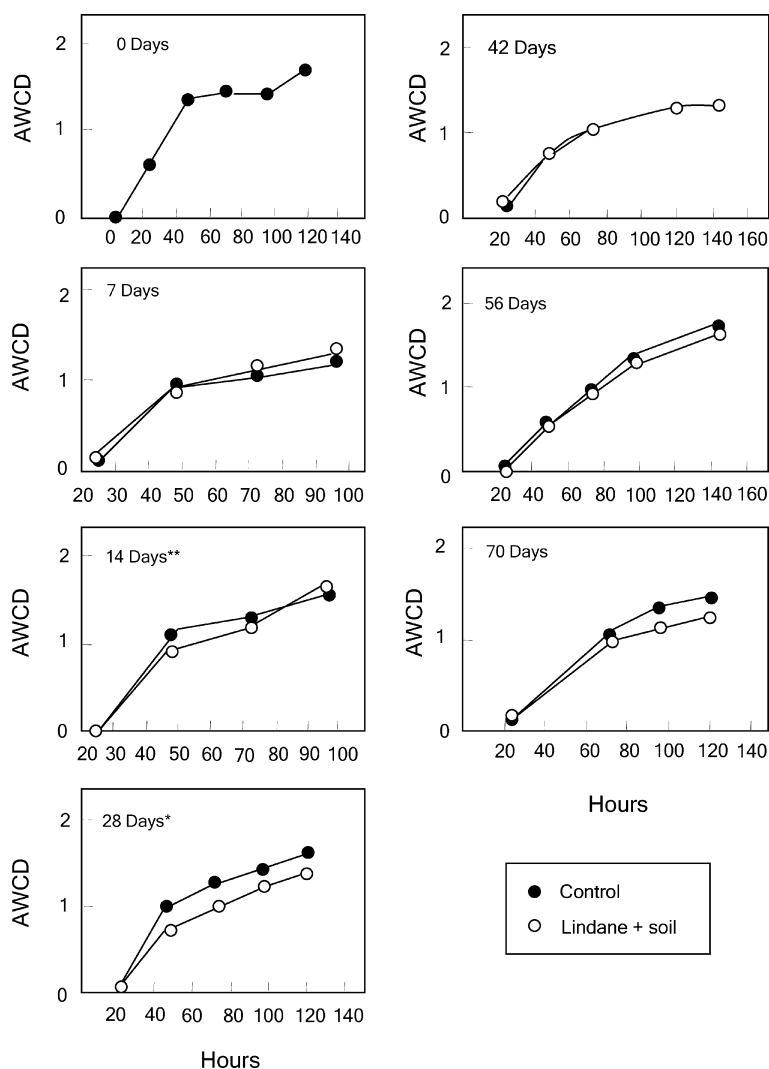 0 Days
AWCD
2
1
0
0 20 40 60 80 100 120 140
7 Days
AWCD
2
1
0
20 30 40 50 60 70 80 90 100
14 Days**
AWCD
2
1
0
20 30 40 50 60 70 80 90 100
28 Days*
AWCD
2
1
0
20 40 60 80 100 120 140
Hours
42 Days
AWCD
2
1
0
20 40 60 80 100 120 140 160
56 Days
AWCD
2
1
0
20 40 60 80 100 120 140 160
70 Days
AWCD
2
1
0
20 40 60 80 100 120 140
Hours
Control
Lindane + soil